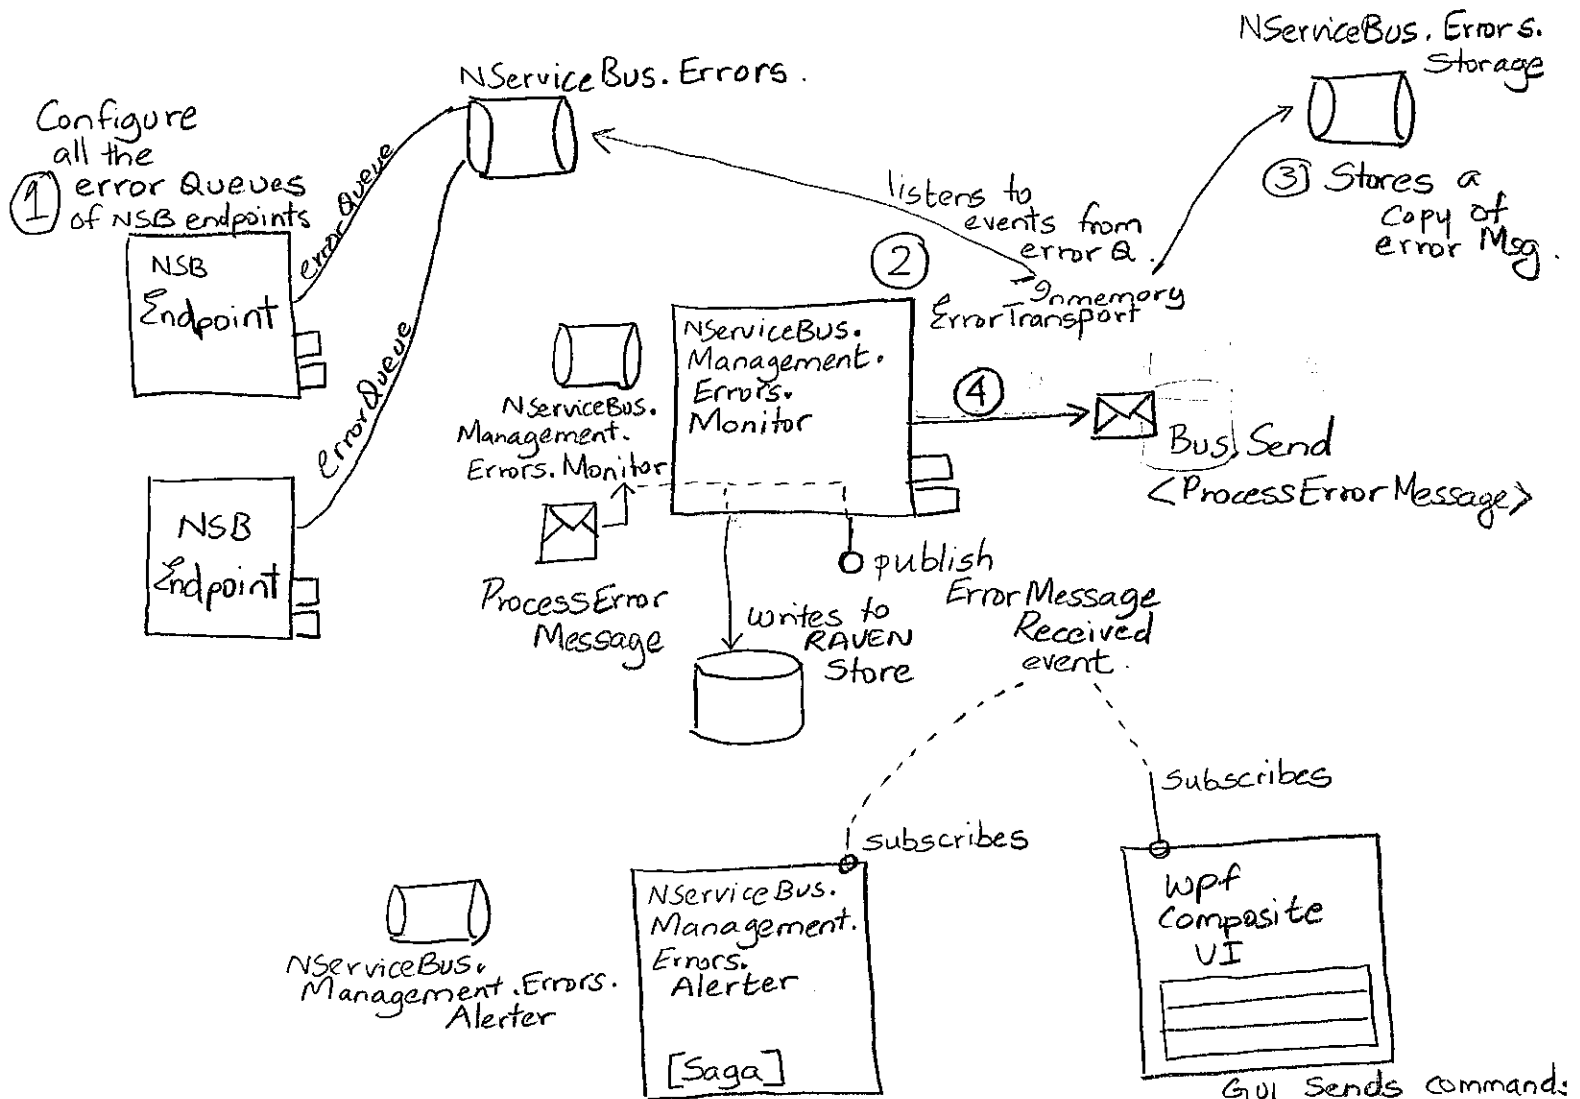 NServiceBus.Errors.
Storage
NServiceBus.Errors.
Configure
all the
1 error Queues
of NSB endpoints
errorQueue
errorQueue
listens to
events from
error Q.
3 Stores a
Copy of
error Msg.
2
Inmemory
ErrorTransport
NSB
Endpoint
NServiceBus.
Management.
Errors.
Monitor
NServiceBus.
Management.
Errors.Monitor
4
Bus.Send
<ProcessErrorMessage>
NSB
Endpoint
ProcessError
Message
publish
ErrorMessage
Received
event.
writes to
RAVEN
Store
subscribes
subscribes
NServiceBus.
Management.Errors.
Alerter
NServiceBus.
Management.
Errors.
Alerter
[Saga]
Wpf
Composite
UI
GUI Sends command: